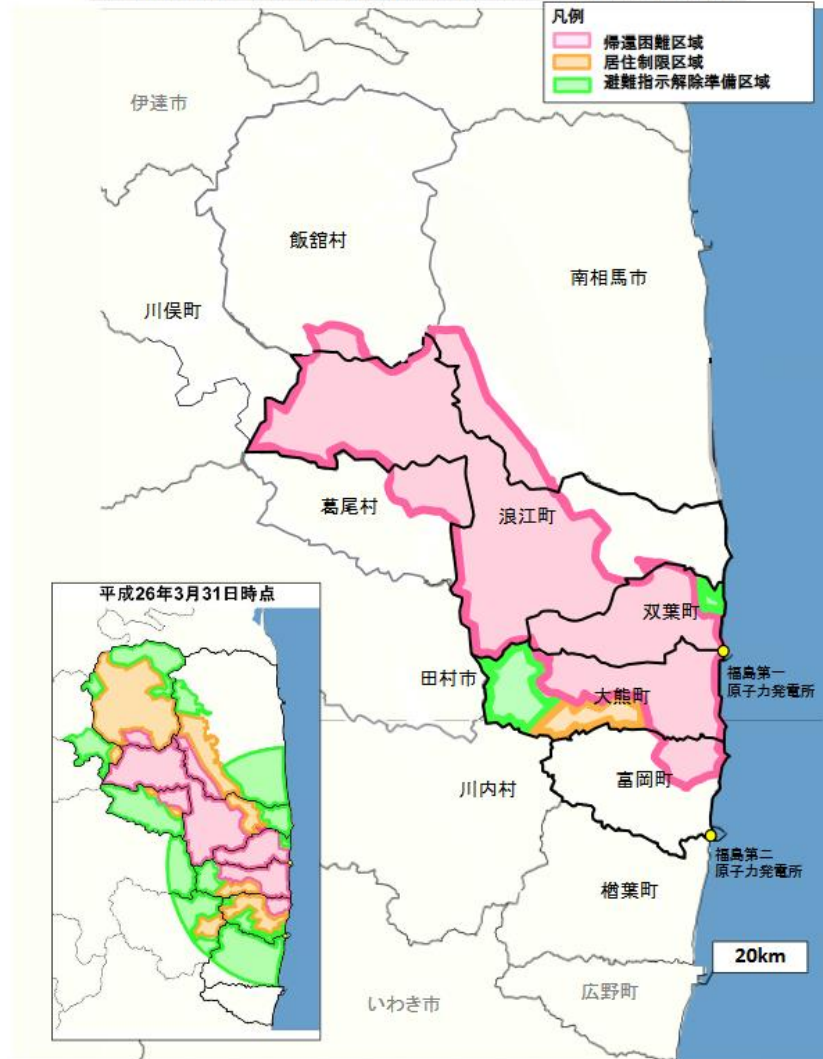 凡例
帰還困難区域
居住制限区域
避難指示解除準備区域
伊達市
飯舘村
南相馬市
川俣町
葛尾村
浪江町
平成26年3月31日時点
双葉町
田村市
福島第一
原子力発電所
大熊町
川内村
富岡町
福島第二
原子力発電所
楢葉町
20km
いわき市
広野町